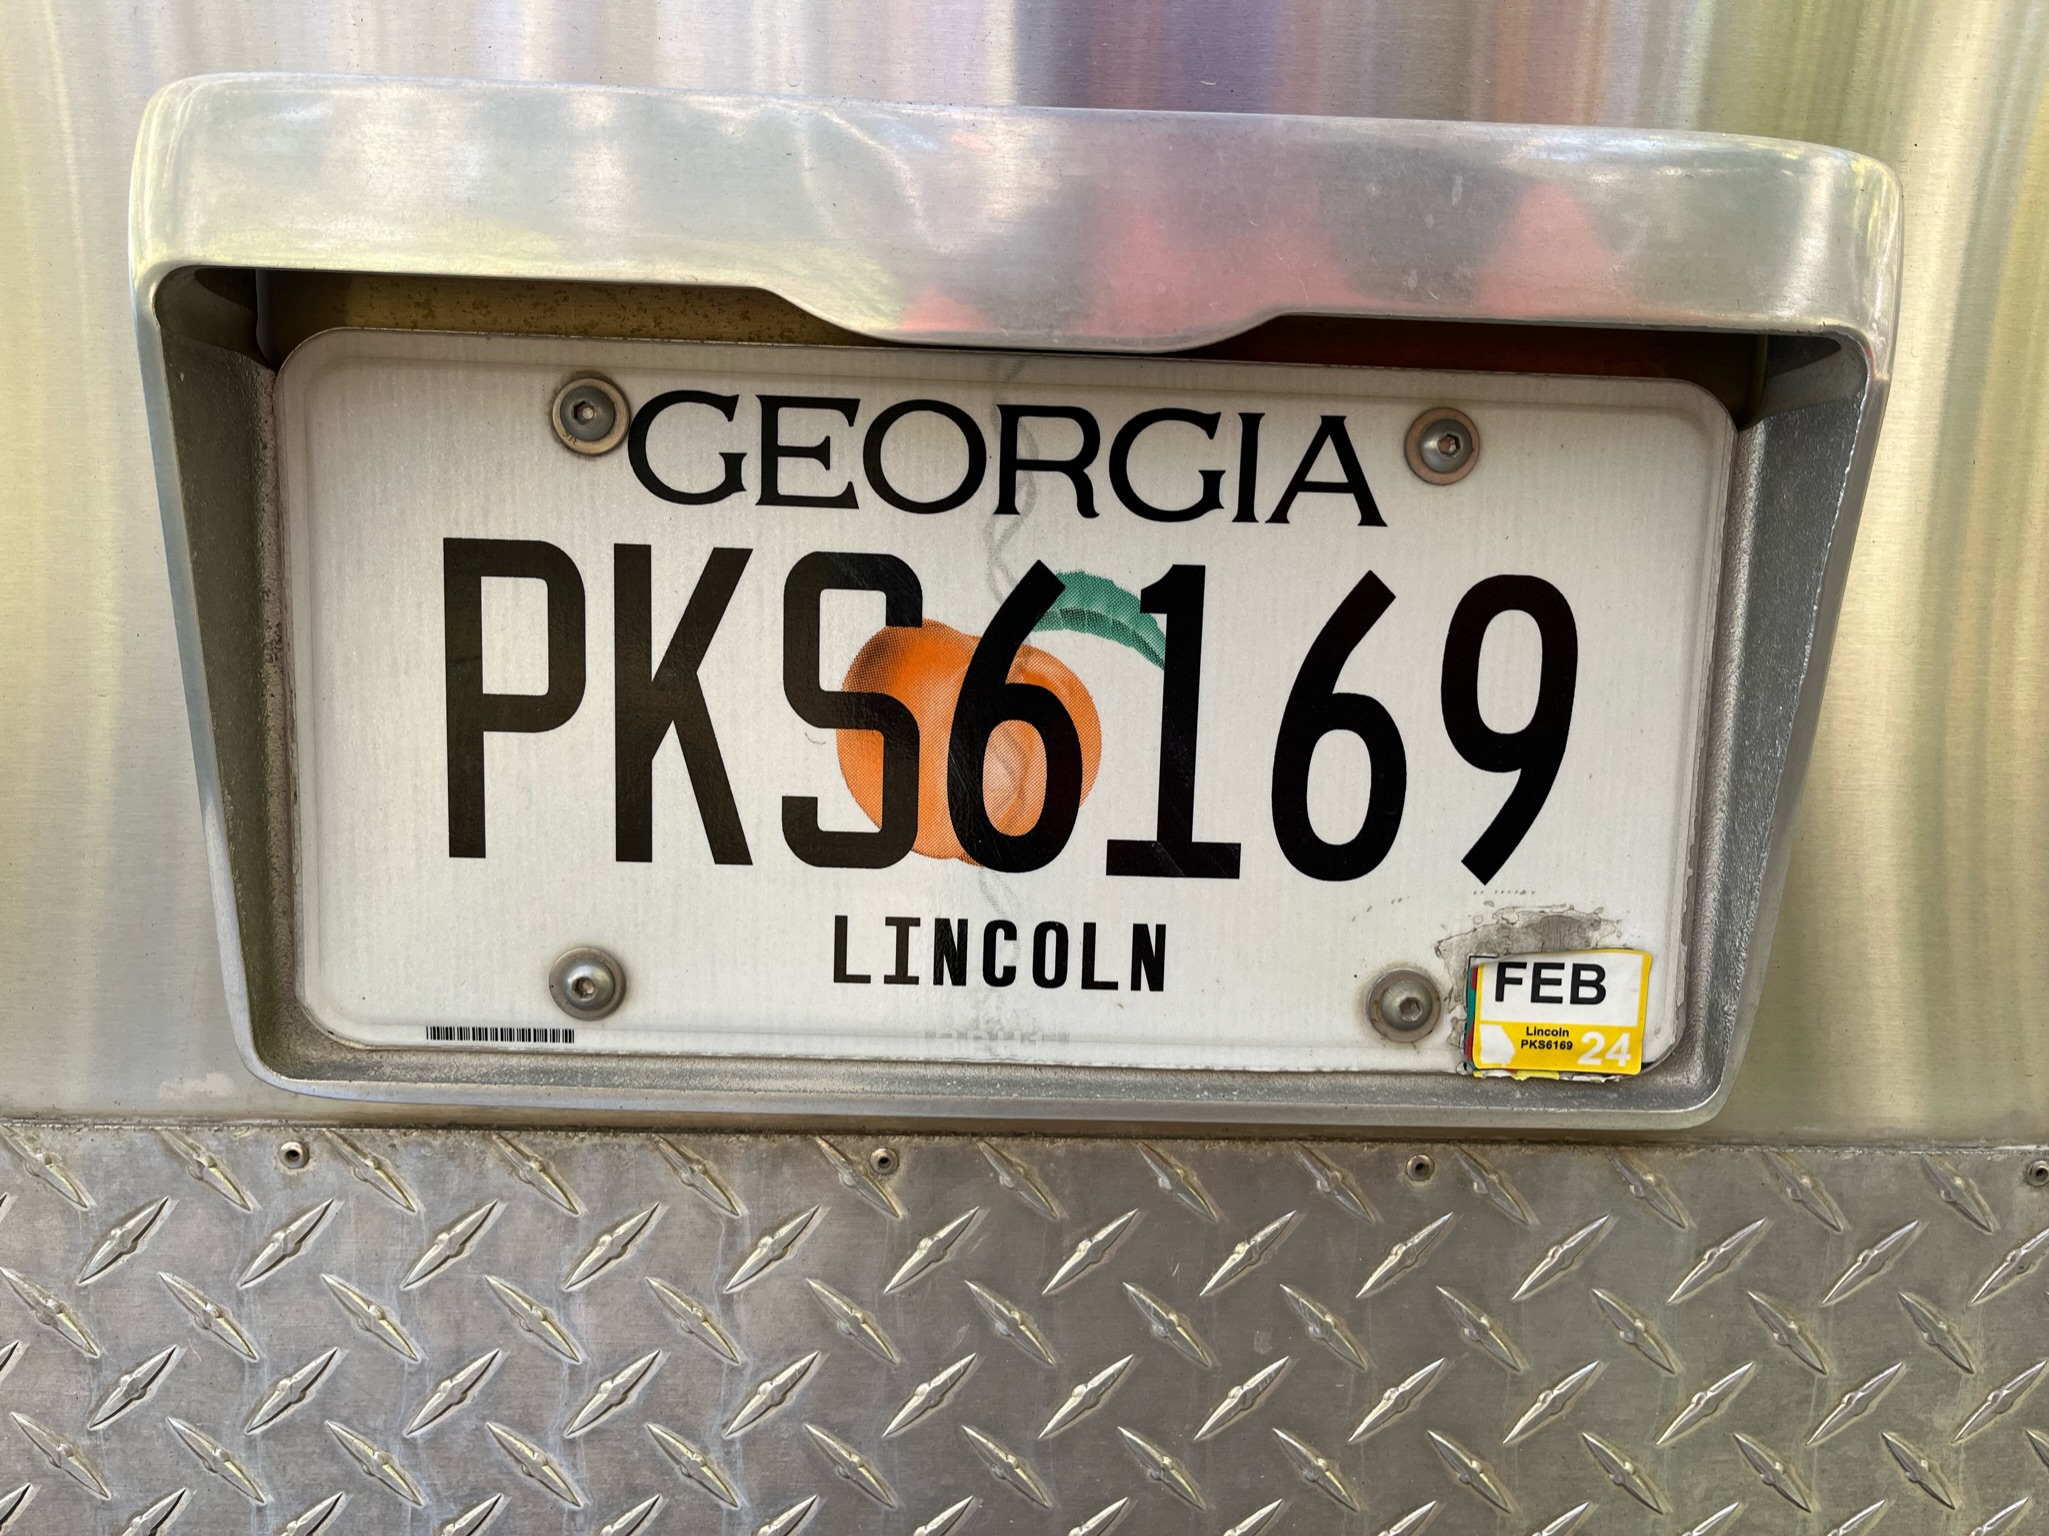 GEORGIA
PKS6169
LINCOLN
FEB
Lincoln
PKS6169 24